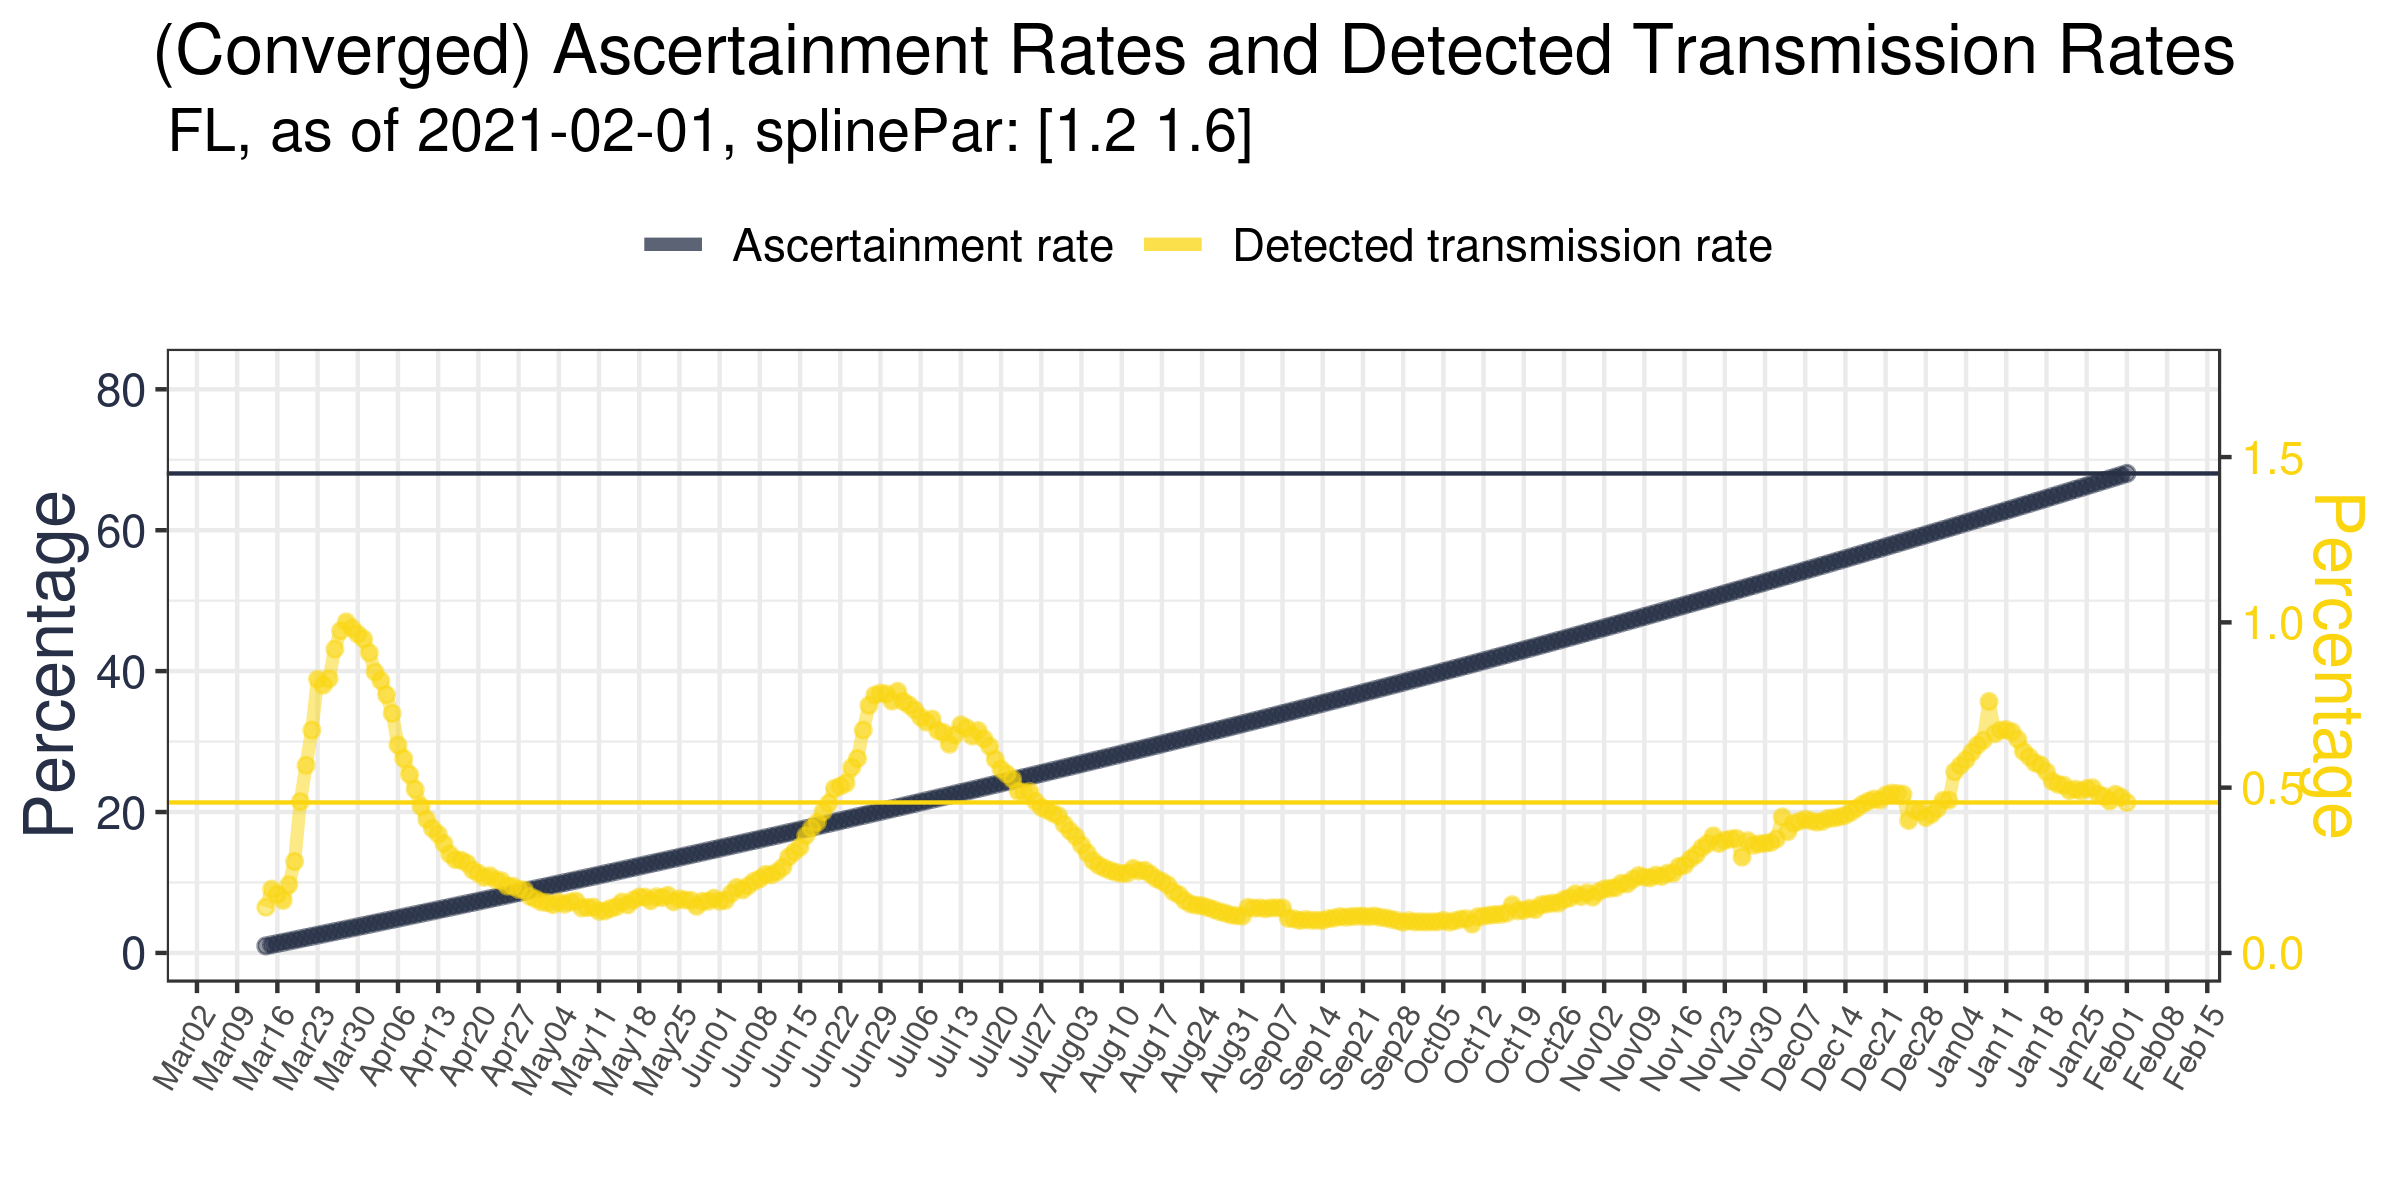 (Converged) Ascertainment Rates and Detected Transmission Rates
FL, as of 2021-02-01, splinePar: [1.2 1.6]
Ascertainment rate
Detected transmission rate
Percentage
80
60
40
20
0
1.5
1.0
0.5
0.0
Percentage
Mar02
Mar09
Mar16
Mar23
Mar30
Apr06
Apr13
Apr20
Apr27
May04
May11
May18
May25
Jun01
Jun08
Jun15
Jun22
Jun29
Jul06
Jul13
Jul20
Jul27
Aug03
Aug10
Aug17
Aug24
Aug31
Sep07
Sep14
Sep21
Sep28
Oct05
Oct12
Oct19
Oct26
Nov02
Nov09
Nov16
Nov23
Nov30
Dec07
Dec14
Dec21
Dec28
Jan04
Jan11
Jan18
Jan25
Feb01
Feb08
Feb15